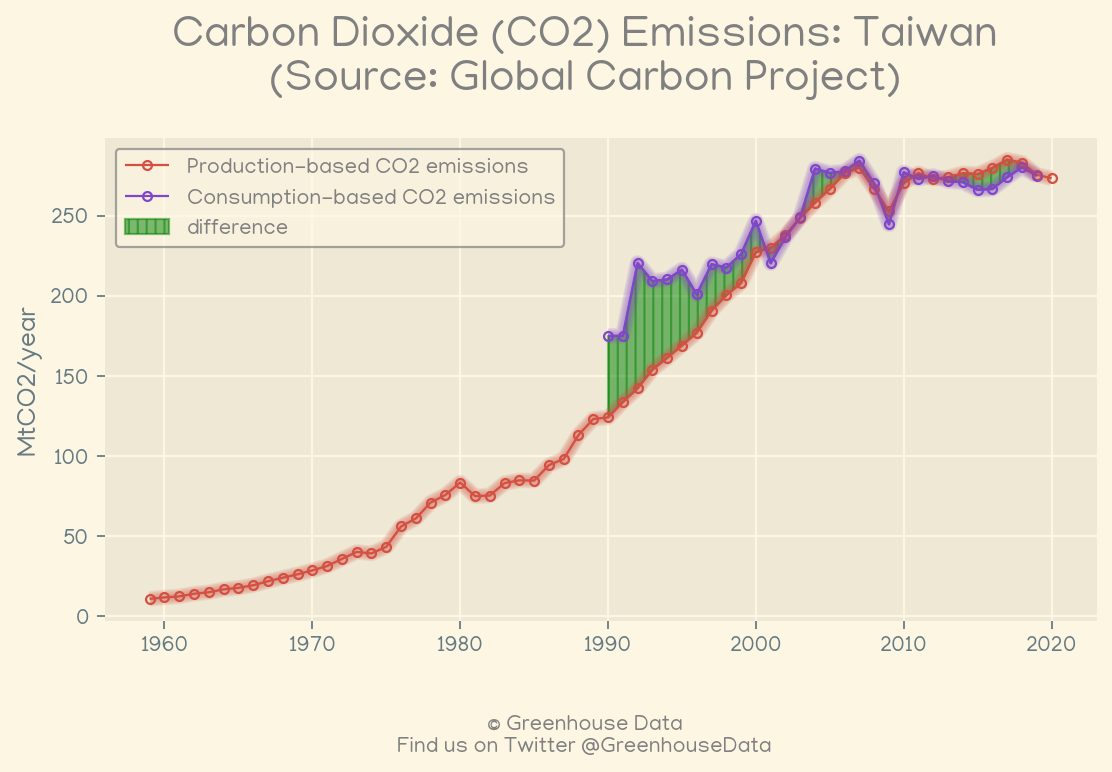 Carbon Dioxide (CO2) Emissions: Taiwan
(Source: Global Carbon Project)
Production-based CO2 emissions
Consumption-based CO2 emissions
difference
MtCO2/year
250
200
150
100
50
0
1960 1970 1980 1990 2000 2010 2020
© Greenhouse Data
Find us on Twitter @GreenhouseData